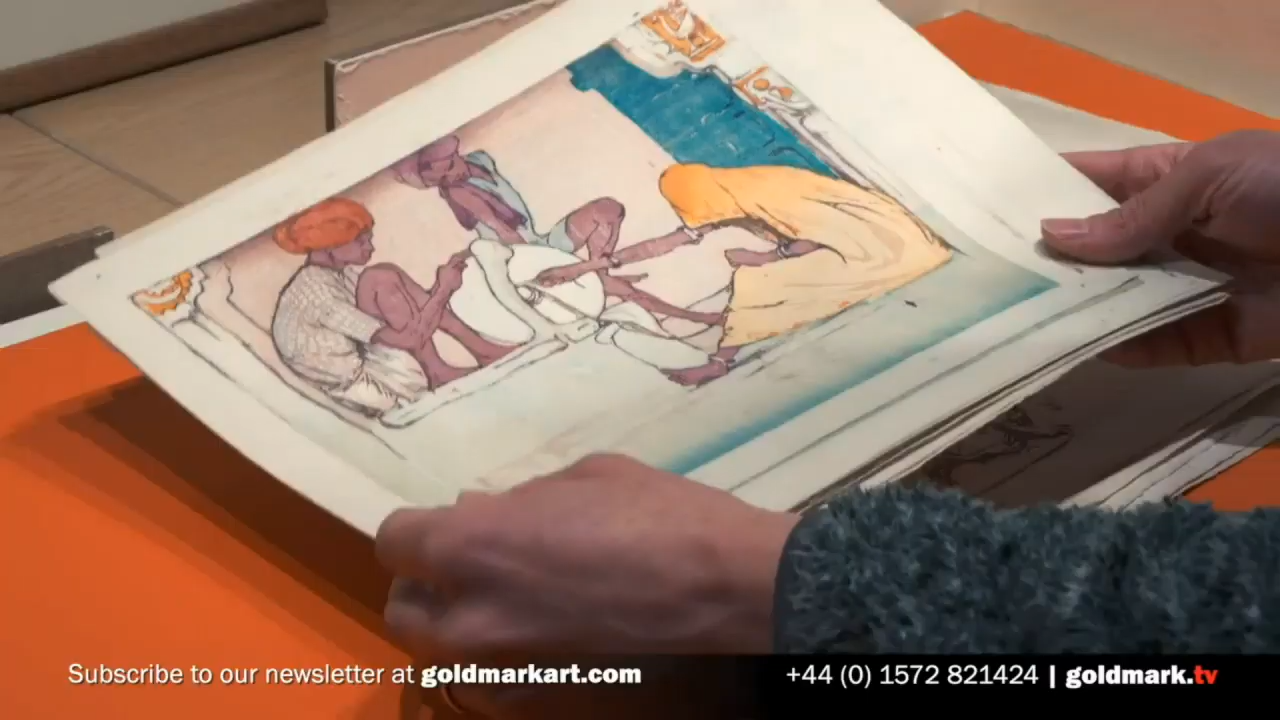 Subscribe to our newsletter at goldmarkart.com
+44 (0) 1572 821424 | goldmark.tv